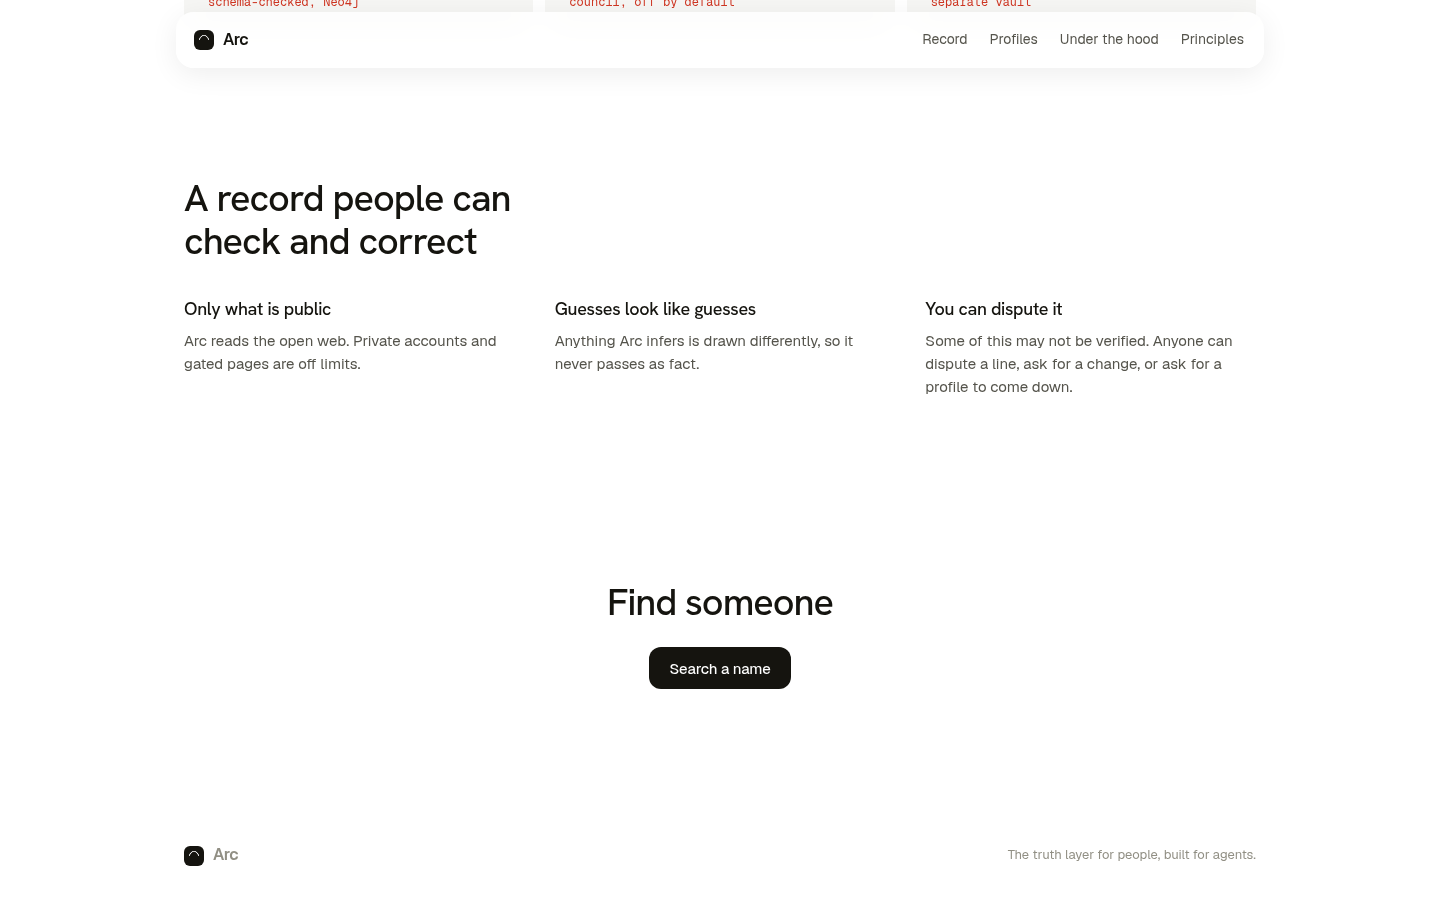 schema-checked, Neo4j
council, off by default
separate vault
Arc
Record
Profiles
Under the hood
Principles
A record people can
check and correct
Only what is public
Arc reads the open web. Private accounts and
gated pages are off limits.
Guesses look like guesses
Anything Arc infers is drawn differently, so it
never passes as fact.
You can dispute it
Some of this may not be verified. Anyone can
dispute a line, ask for a change, or ask for a
profile to come down.
Find someone
Search a name
Arc
The truth layer for people, built for agents.